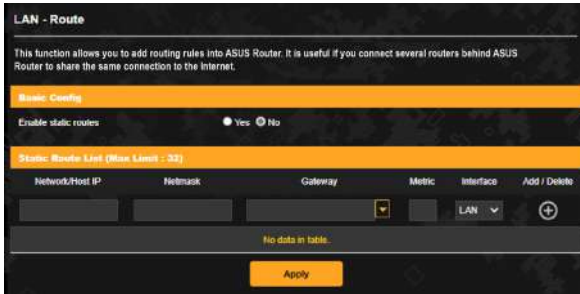 LAN - Route
This function allows you to add routing rules into ASUS Router. It is useful if you connect several routers behind ASUS
Router to share the same connection to the Internet.
Basic Config
Enable static routes Yes No
Static Route List (Max Limit : 32)
Network/Host IP Netmask Gateway Metric Interface Add / Delete
LAN
No data in table.
Apply